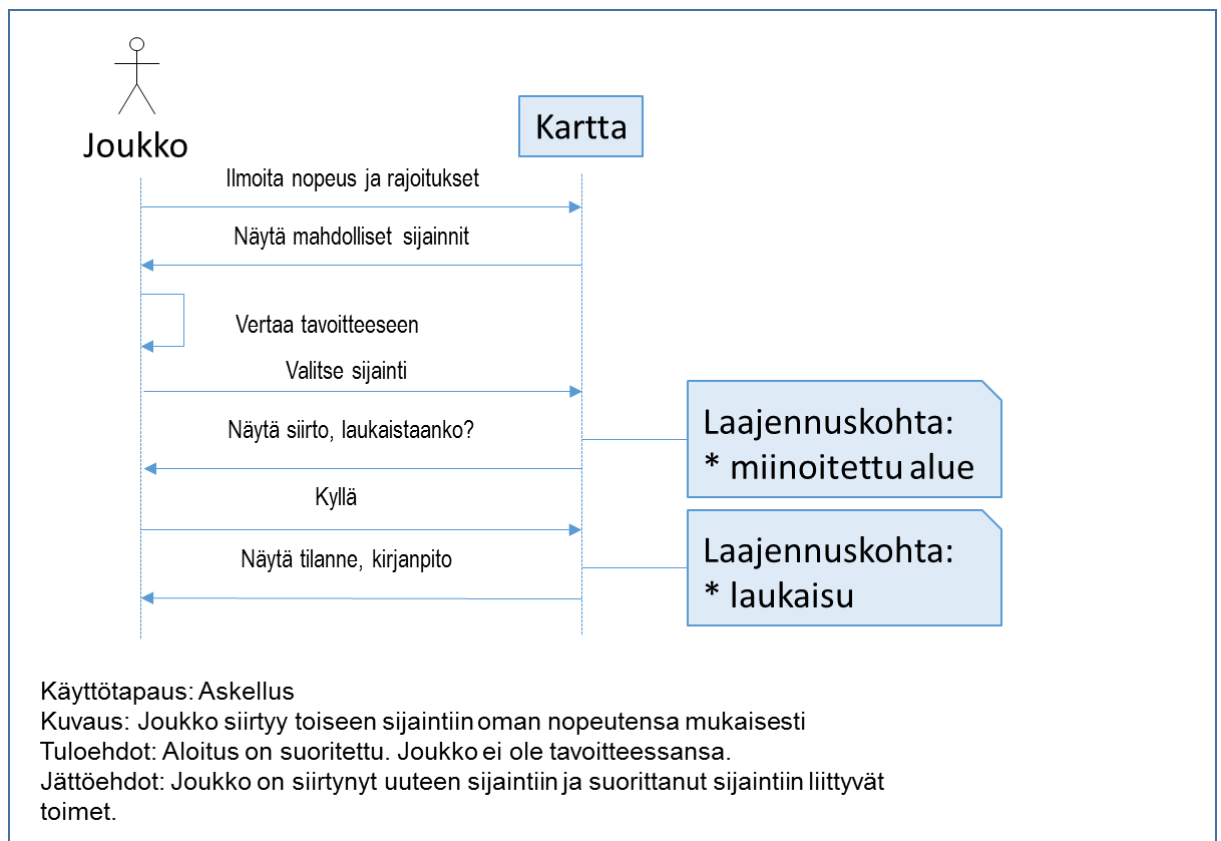 Joukko
Kartta
Ilmoita nopeus ja rajoitukset
Näytä mahdolliset sijainnit
Vertaa tavoitteeseen
Valitse sijainti
Näytä siirto, laukaistaanko?
Laajennuskohta:
* miinoitettu alue
Kyllä
Näytä tilanne, kirjanpito
Laajennuskohta:
* laukaisu
Käyttötapaus: Askellus
Kuvaus: Joukko siirtyy toiseen sijaintiin oman nopeutensa mukaisesti
Tuloehdot: Aloitus on suoritettu. Joukko ei ole tavoitteessansa.
Jättöehdot: Joukko on siirtynyt uuteen sijaintiin ja suorittanut sijaintiin liittyvät
toimet.